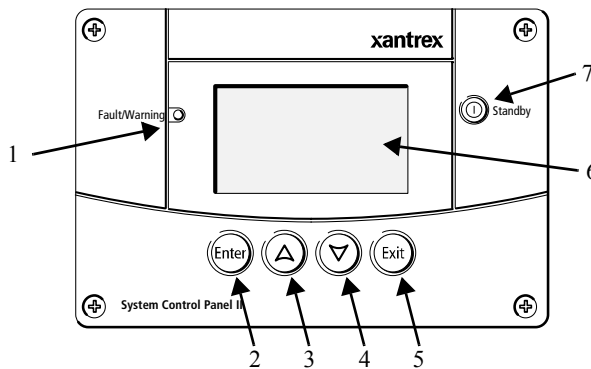 xantrex
7
Fault/Warning
Standby
1
6
Enter
Exit
System Control Panel II
2
3
4
5